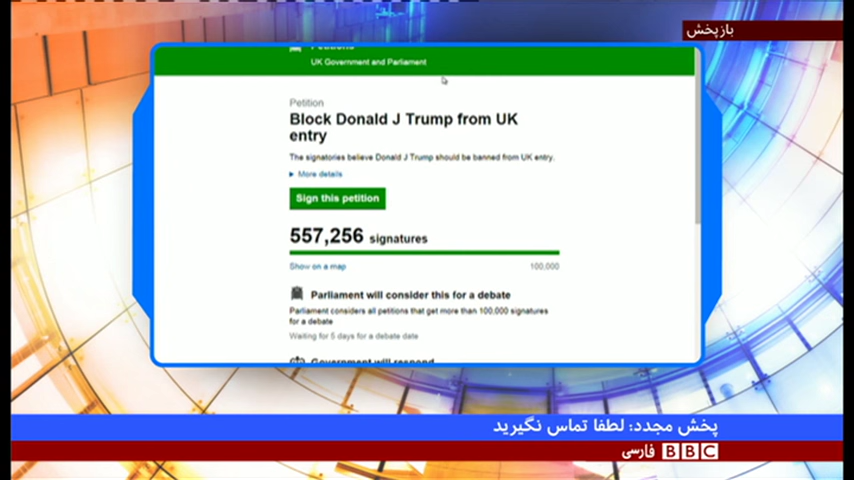 بازپخش
Petitions
UK Government and Parliament
Petition
Block Donald J Trump from UK
entry
The signatories believe Donald J Trump should be banned from UK entry.
More details
Sign this petition
557,256 signatures
Show on a map
100,000
Parliament will consider this for a debate
Parliament considers all petitions that get more than 100,000 signatures
for a debate
Waiting for 5 days for a debate date
Government will respond
پخش مجدد: لطفا تماس نگیرید
BBC فارسی